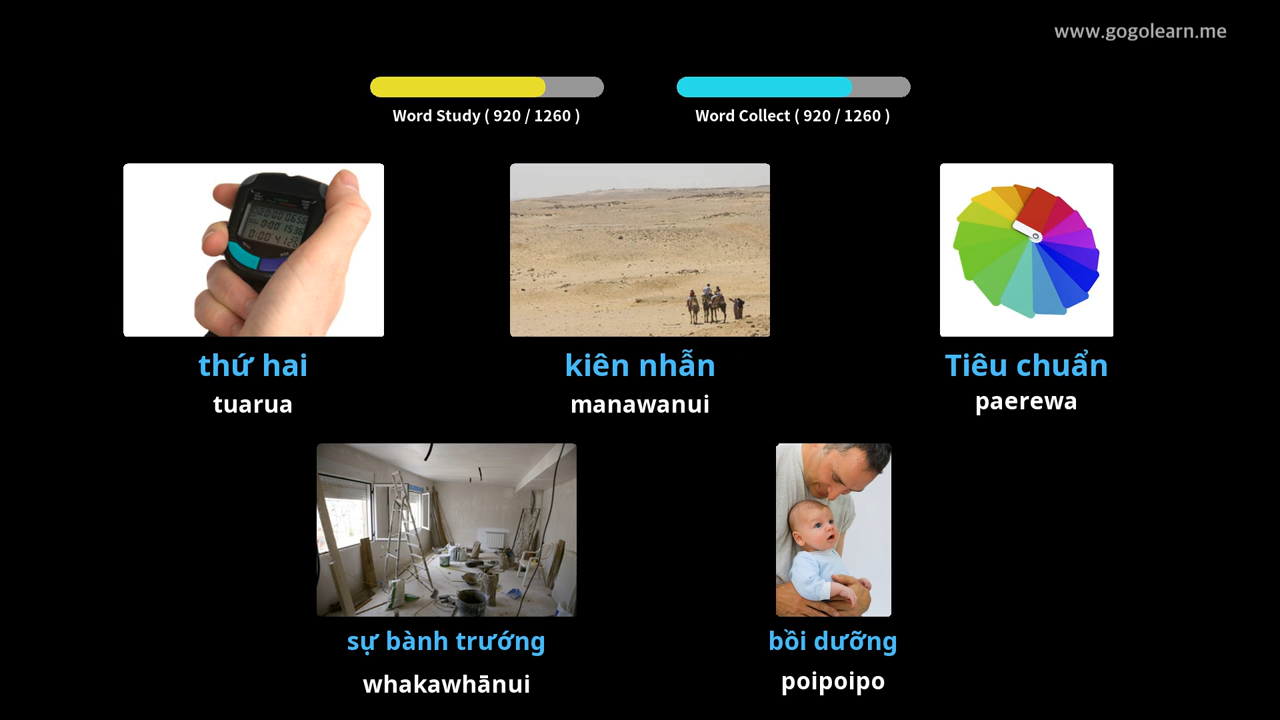 www.gogolearn.me
Word Study ( 920 / 1260 )
Word Collect ( 920 / 1260 )
thứ hai
tuarua
kiên nhẫn
manawanui
Tiêu chuẩn
paerewa
sự bành trướng
whakawhānui
bồi dưỡng
poipoipo